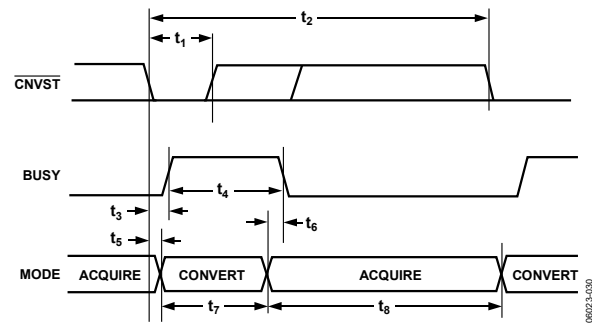 t2
t1
CNVST
BUSY
t4
t3
t6
t5
MODE ACQUIRE CONVERT ACQUIRE CONVERT
t7 t8
06023-030